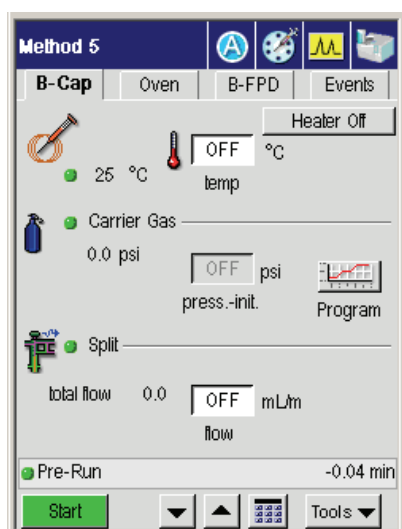 Method 5
A
B-Cap Oven B-FPD Events
Heater Off
25 °C OFF °C
temp
Carrier Gas
0.0 psi OFF psi
press.-init. Program
Split
total flow 0.0 OFF mL/m
flow
Pre-Run -0.04 min
Start Tools